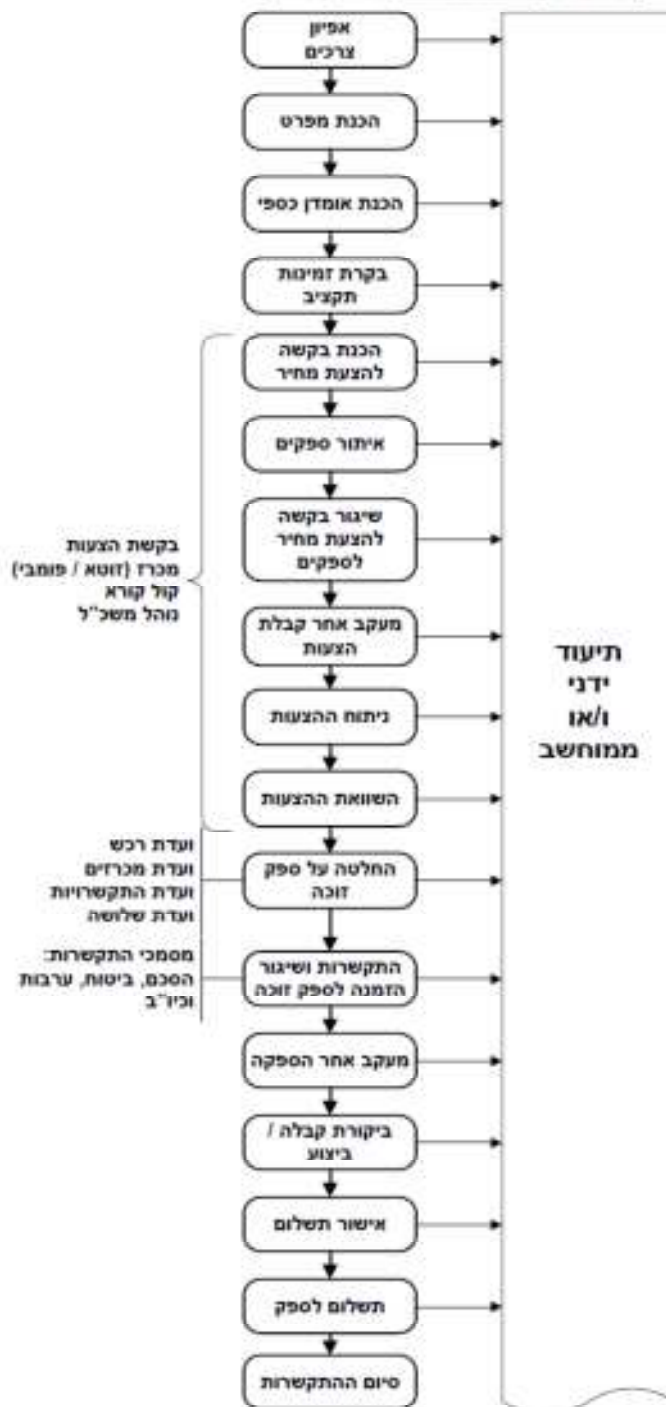 אפיון
צרכים
הכנת מפרט
הכנת אומדן כספי
בקרת זמינות
תקציב
הכנת בקשה
להצעת מחיר
איתור ספקים
שיגור בקשה
להצעת מחיר
לספקים
מעקב אחר קבלת
הצעות
ניתוח ההצעות
השוואת ההצעות
בקשת הצעות
מכרז (זוטא / פומבי)
קול קורא
נוהל משכ"ל
החלטה על ספק
זוכה
ועדת רכש
ועדת מכרזים
ועדת התקשרויות
ועדת שלושה
התקשרות ושיגור
הזמנה לספק זוכה
מסמכי התקשרות:
הסכם, ביטוח, ערבות
וכיו"ב
מעקב אחר הספקה
ביקורת קבלה /
ביצוע
אישור תשלום
תשלום לספק
סיום ההתקשרות
תיעוד
ידני
ו/או
ממוחשב